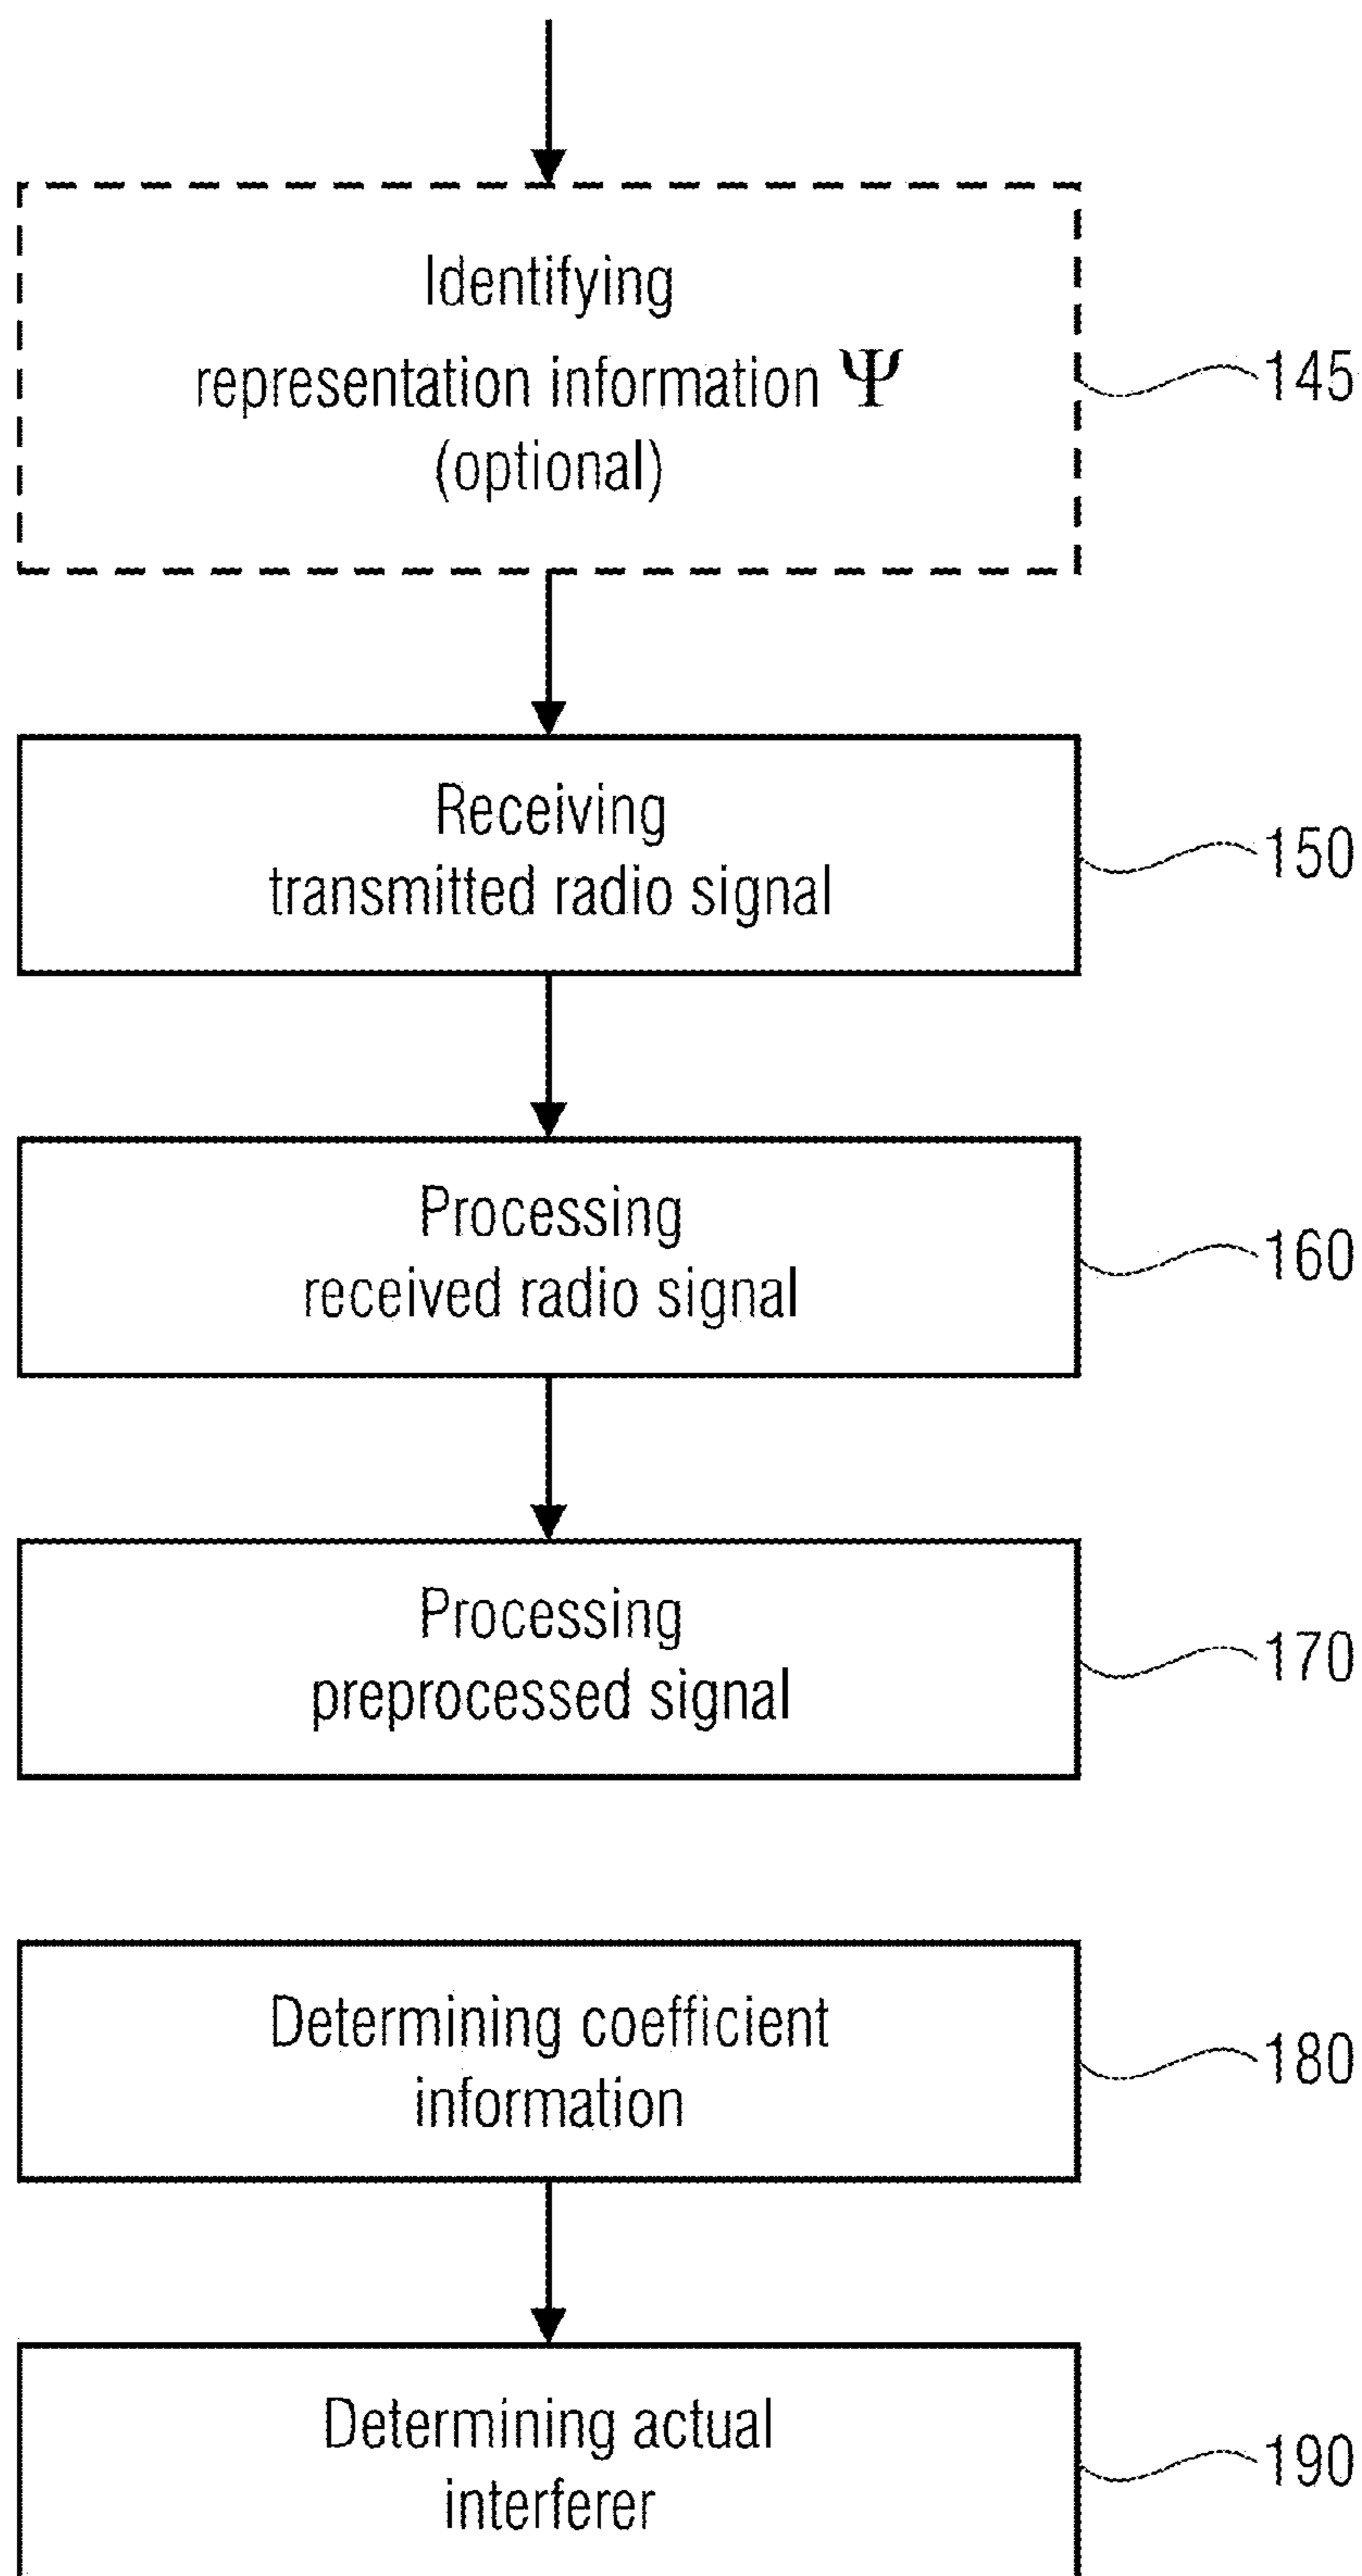 Identifying
representation information Ψ
(optional)
145
Receiving
transmitted radio signal
150
Processing
received radio signal
160
Processing
preprocessed signal
170
Determining coefficient
information
180
Determining actual
interferer
190